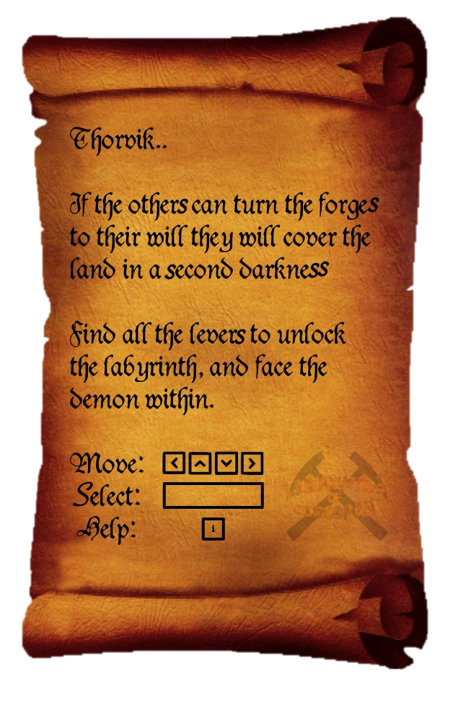 Thorvik..
If the others can turn the forges
to their will they will cover the
land in a second darkness
Find all the levers to unlock
the labyrinth, and face the
demon within.
Move:
Select:
Help: i